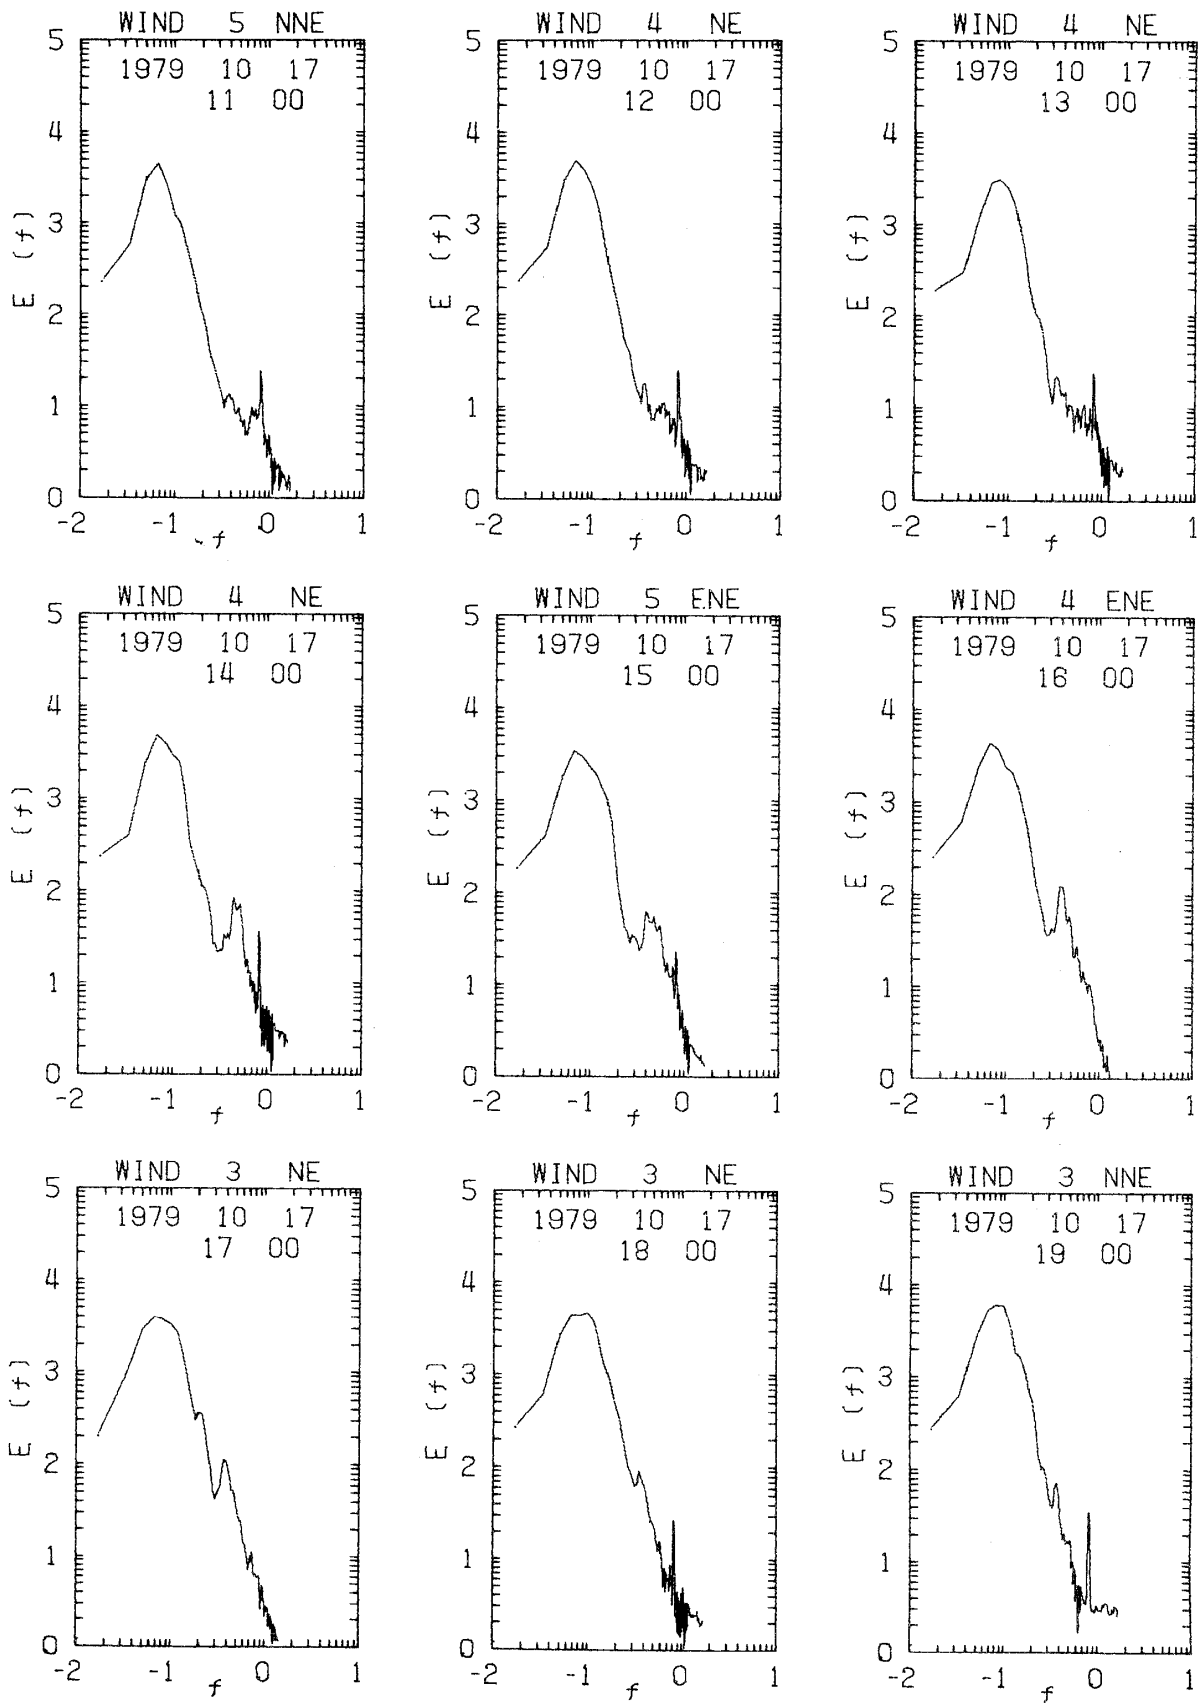 WIND 5 NNE
1979 10 17
11 00
5
4
3
2
1
0
E (f)
-2 -1 0 1
f
WIND 4 NE
1979 10 17
12 00
5
4
3
2
1
0
E (f)
-2 -1 0 1
f
WIND 4 NE
1979 10 17
13 00
5
4
3
2
1
0
E (f)
-2 -1 0 1
f
WIND 4 NE
1979 10 17
14 00
5
4
3
2
1
0
E (f)
-2 -1 0 1
f
WIND 5 ENE
1979 10 17
15 00
5
4
3
2
1
0
E (f)
-2 -1 0 1
f
WIND 4 ENE
1979 10 17
16 00
5
4
3
2
1
0
E (f)
-2 -1 0 1
f
WIND 3 NE
1979 10 17
17 00
5
4
3
2
1
0
E (f)
-2 -1 0 1
f
WIND 3 NE
1979 10 17
18 00
5
4
3
2
1
0
E (f)
-2 -1 0 1
f
WIND 3 NNE
1979 10 17
19 00
5
4
3
2
1
0
E (f)
-2 -1 0 1
f